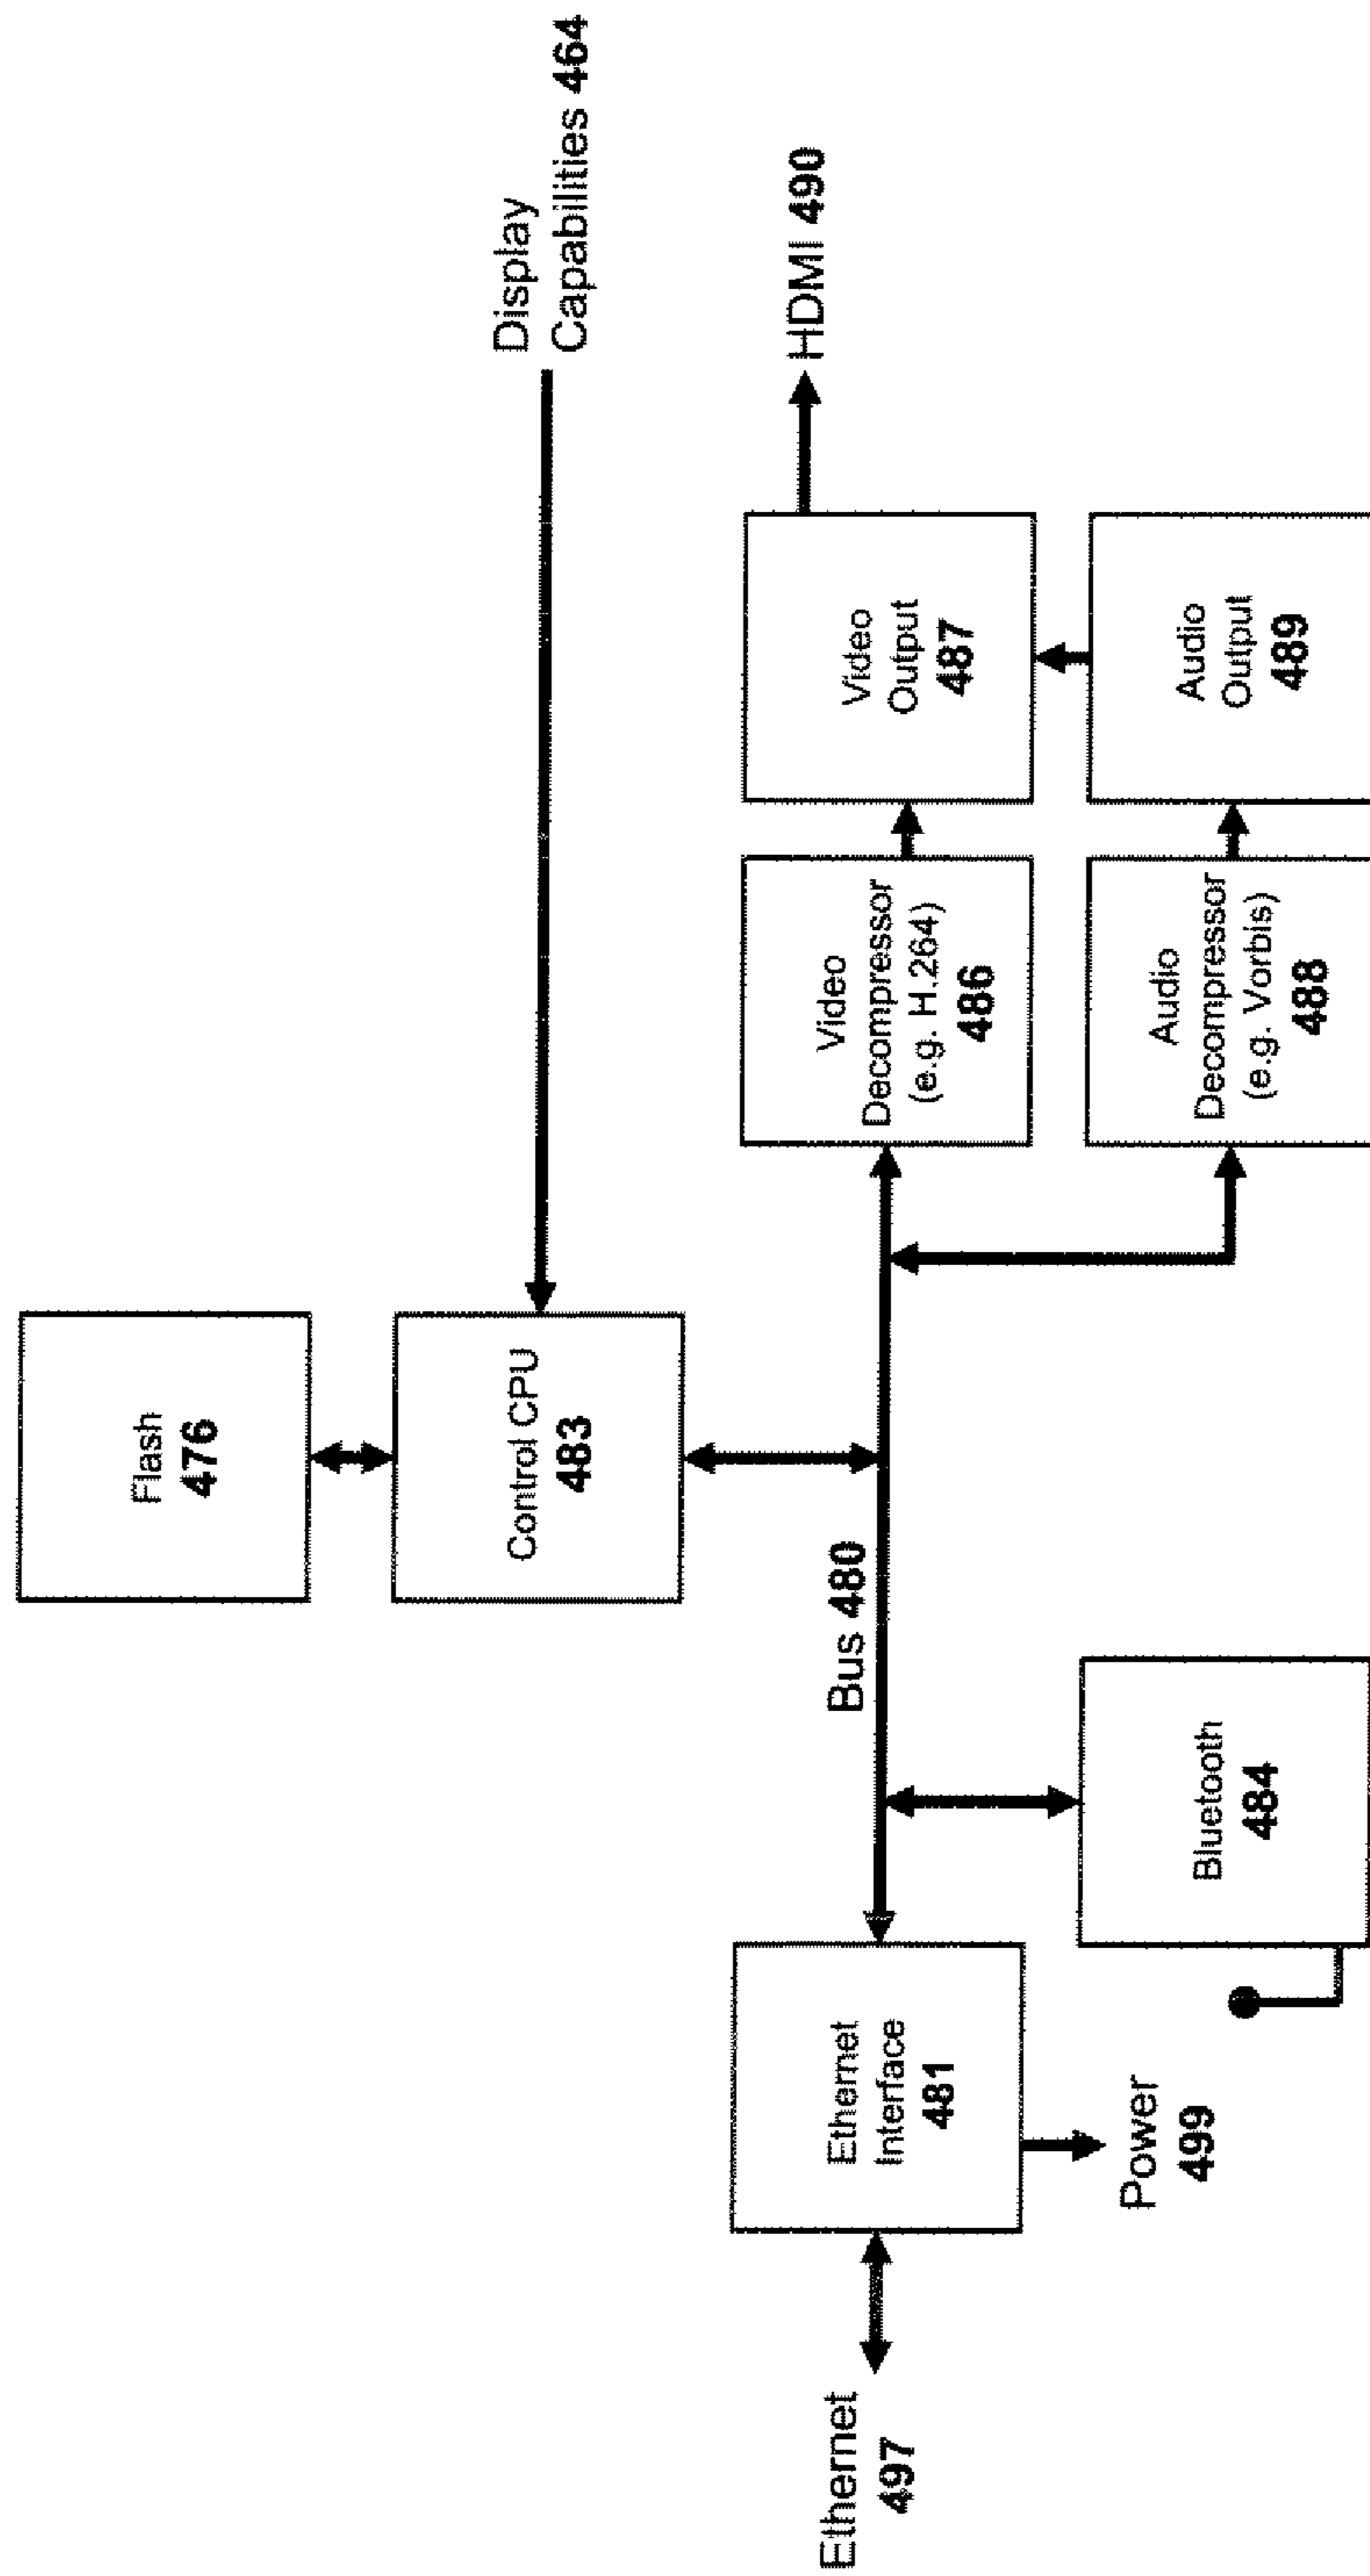 Flash
476
Display
Capabilities 464
Control CPU
483
HDMI 490
Bus 480
Ethernet
497
Ethernet
Interface
481
Video
Decompressor
(e.g. H.264)
486
Video
Output
487
Power
499
Bluetooth
484
Audio
Decompressor
(e.g. Vorbis)
488
Audio
Output
489